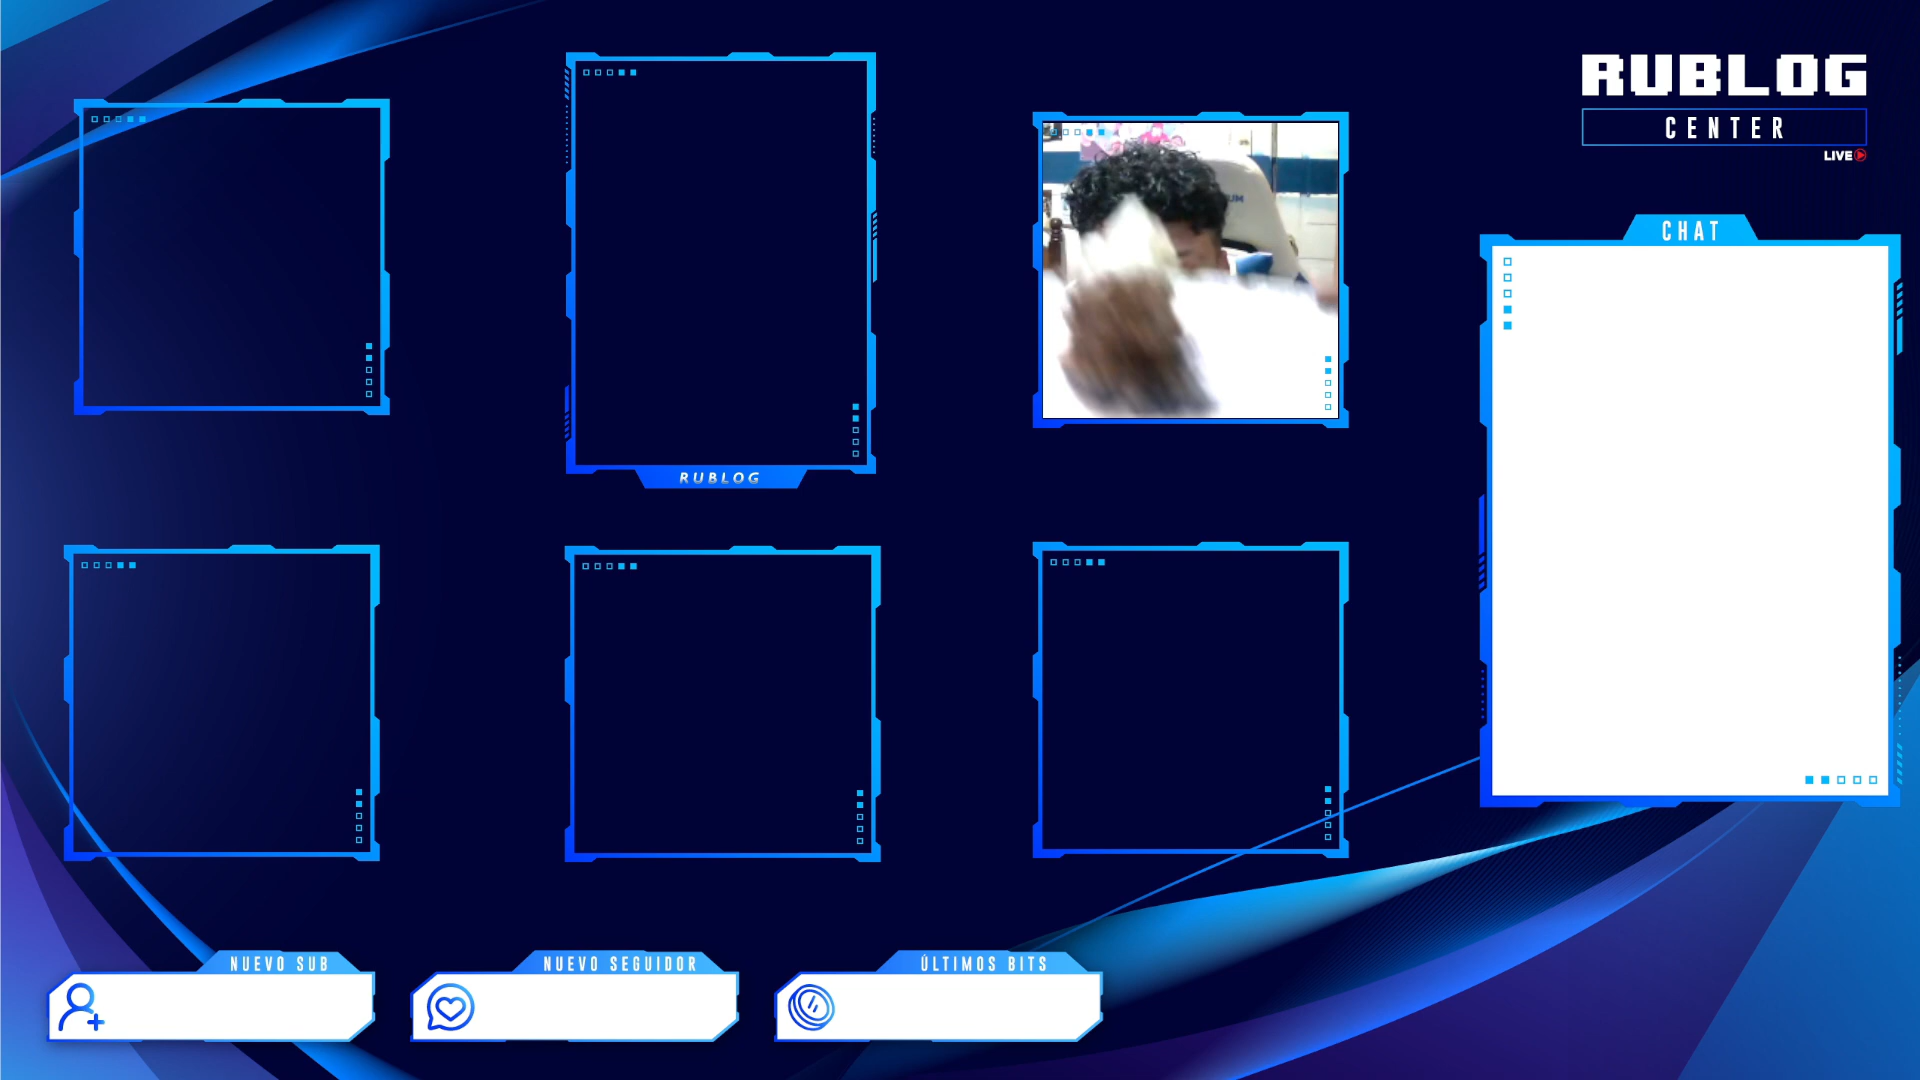 RUBLOG
CENTER
LIVE
CHAT
RUBLOG
NUEVO SUB
NUEVO SEGUIDOR
ÚLTIMOS BITS